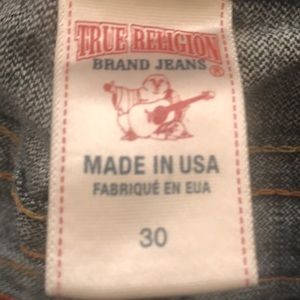 TRUE RELIGION
BRAND JEANS®
MADE IN USA
FABRIQUÉ EN EUA
30